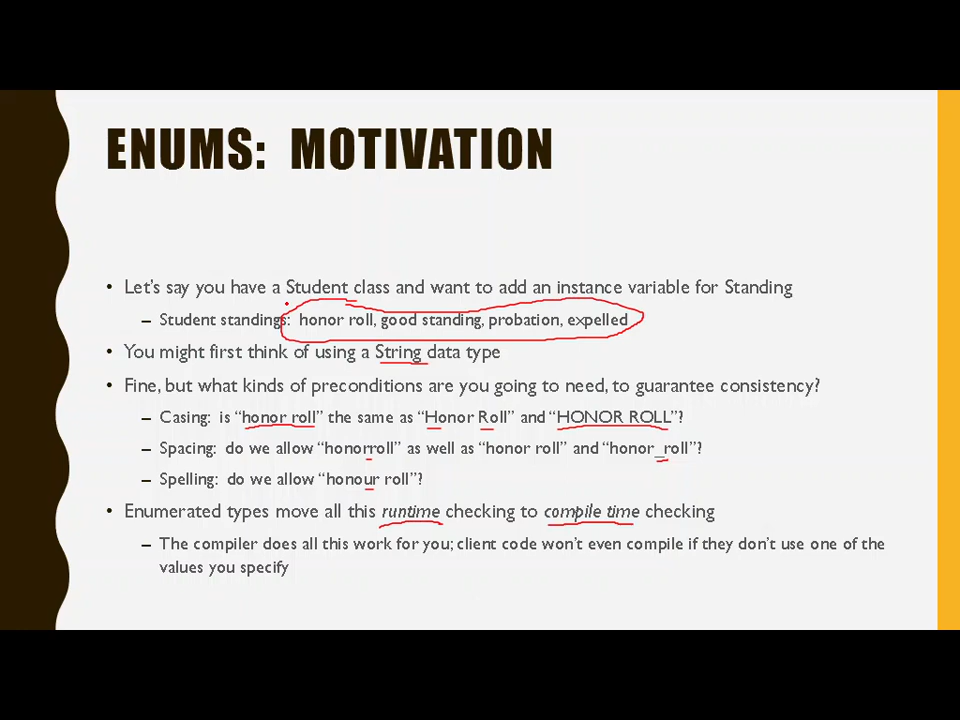 ENUMS: MOTIVATION
• Let's say you have a Student class and want to add an instance variable for Standing
– Student standings: honor roll, good standing, probation, expelled
• You might first think of using a String data type
• Fine, but what kinds of preconditions are you going to need, to guarantee consistency?
– Casing: is “honor roll” the same as “Honor Roll” and “HONOR ROLL”?
– Spacing: do we allow “honorroll” as well as “honor roll” and “honor_roll”?
– Spelling: do we allow “honour roll”?
• Enumerated types move all this runtime checking to compile time checking
– The compiler does all this work for you; client code won't even compile if they don't use one of the
values you specify